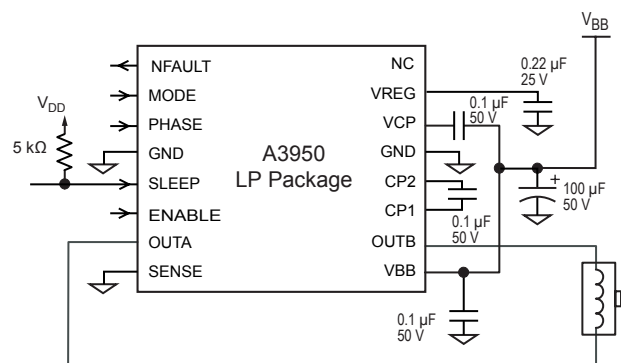 V_BB
NFAULT
MODE
PHASE
GND
SLEEP
ENABLE
OUTA
SENSE
V_DD
5 kΩ
A3950
LP Package
NC
VREG
VCP
GND
CP2
CP1
OUTB
VBB
0.22 µF
25 V
0.1 µF
50 V
0.1 µF
50 V
+
100 µF
50 V
0.1 µF
50 V